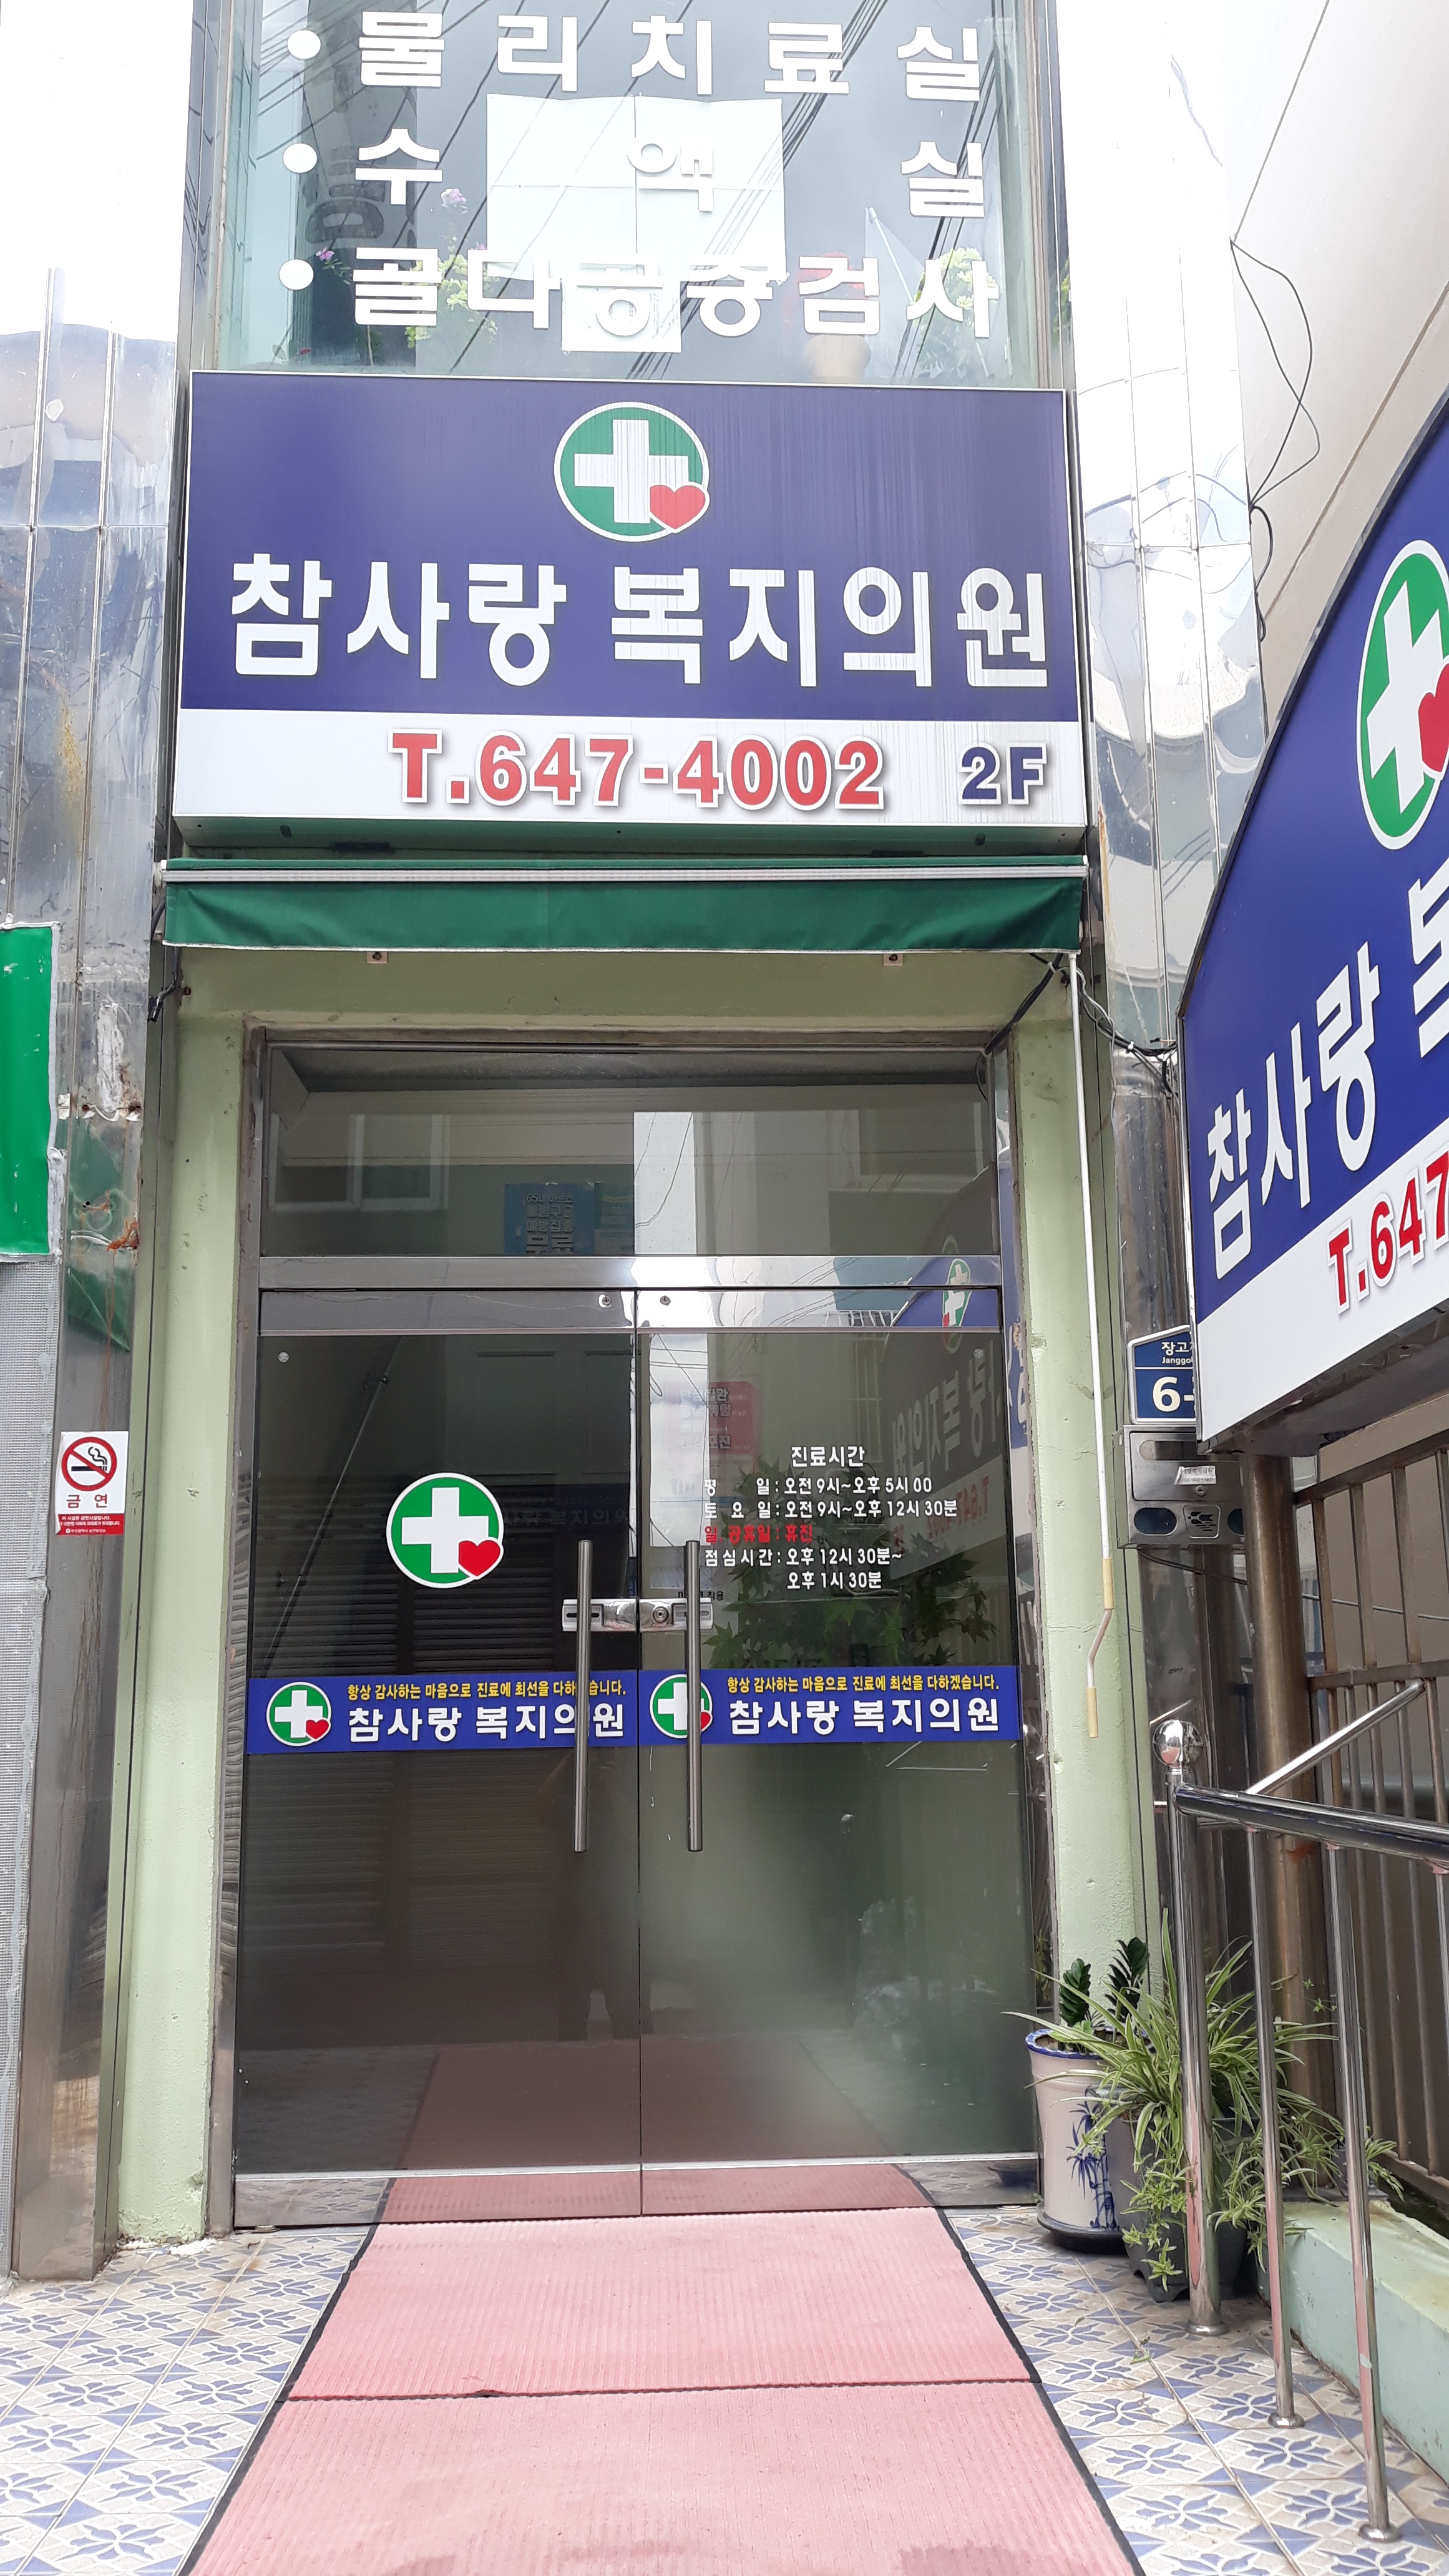 • 물리치료실
• 수액실
• 골다공증검사
참사랑 복지의원
T.647-4002 2F
참사랑
T.647
장고
Janggo
6-
금 연
진료시간
평 일 : 오전 9시~오후 5시 00
토 요 일 : 오전 9시~오후 12시 30분
일 공휴일 : 휴진
점심시간 : 오후 12시 30분~
오후 1시 30분
항상 감사하는 마음으로 진료에 최선을 다하겠습니다.
참사랑 복지의원
항상 감사하는 마음으로 진료에 최선을 다하겠습니다.
참사랑 복지의원